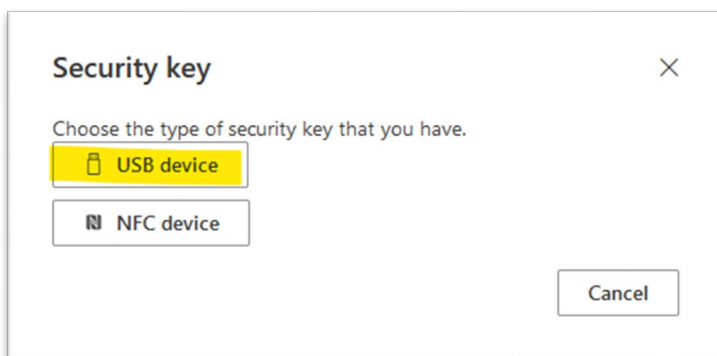 Security key
Choose the type of security key that you have.
USB device
NFC device
Cancel